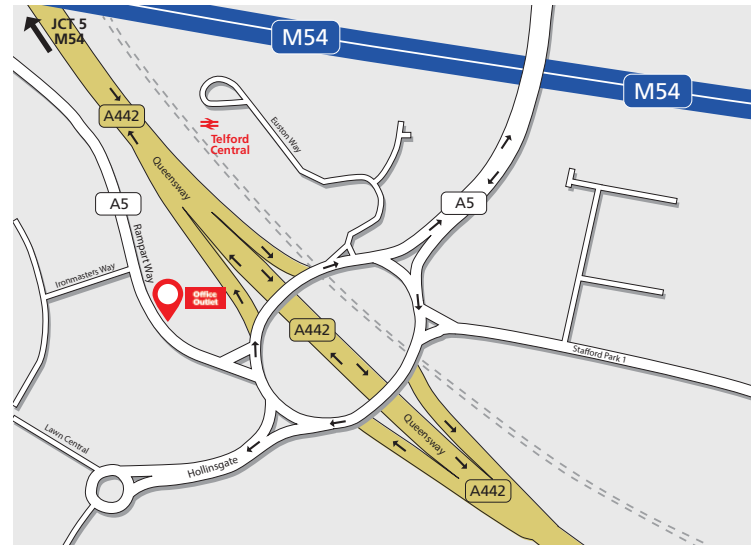 JCT 5
M54
M54
M54
A442
Telford
Central
Euston Way
Queensway
A5
A5
Rampart Way
Ironmasters Way
Office
Outlet
A442
Stafford Park 1
Lawn Central
Queensway
Hollinsgate
A442